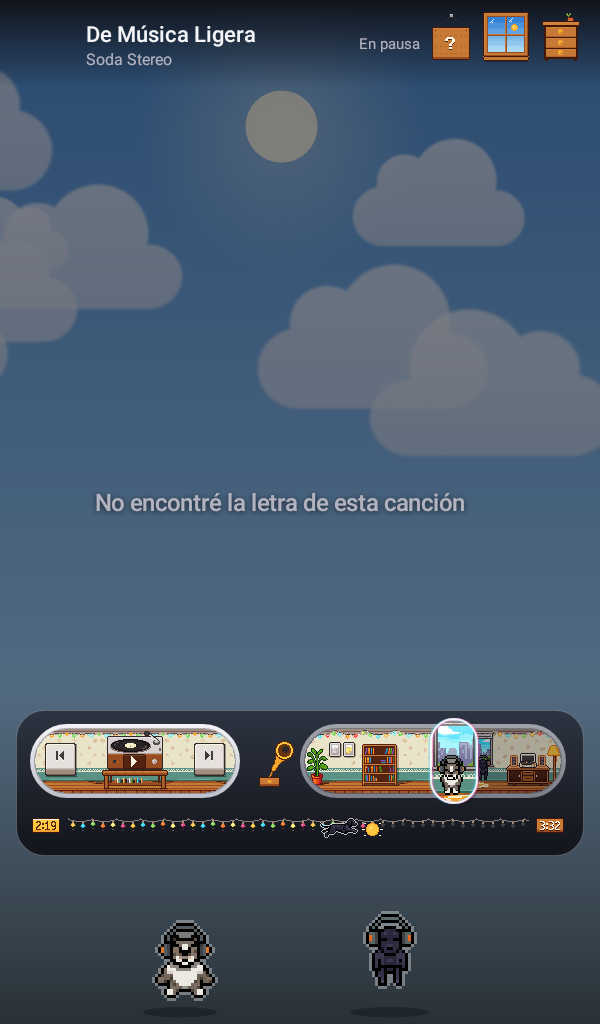 De Música Ligera
Soda Stereo
En pausa
?
No encontré la letra de esta canción
2:19
3:32